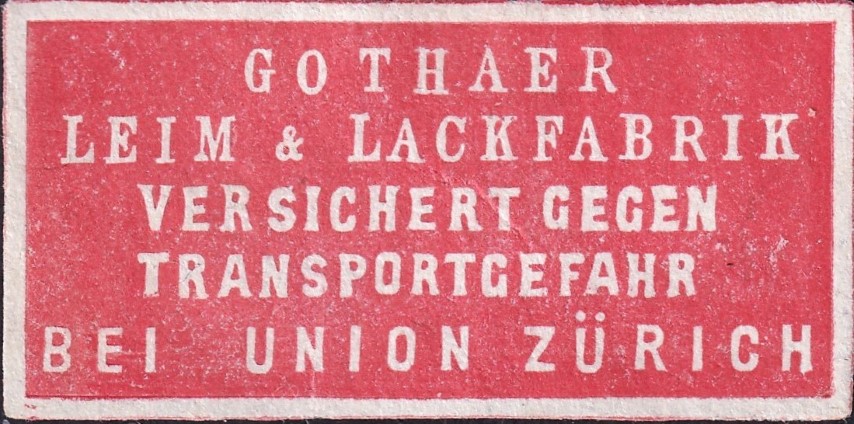 GOTHAER
LEIM & LACKFABRIK
VERSICHERT GEGEN
TRANSPORTGEFAHR
BEI UNION ZÜRICH